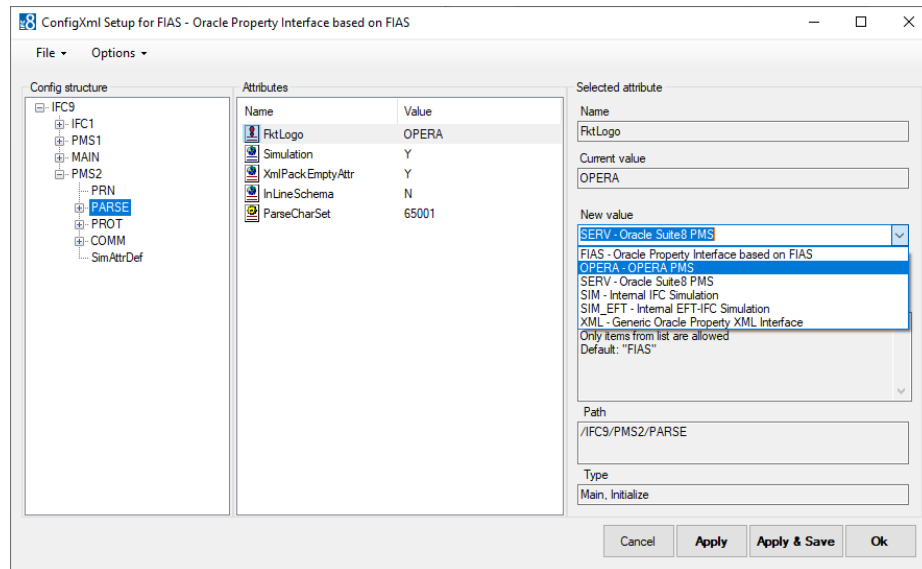 ConfigXml Setup for FIAS - Oracle Property Interface based on FIAS
File Options
Config structure
IFC9
IFC1
PMS1
MAIN
PMS2
PRN
PARSE
PROT
COMM
SimAttrDef
Attributes
Name Value
FktLogo OPERA
Simulation Y
XmlPackEmptyAttr Y
InLineSchema N
ParseCharSet 65001
Selected attribute
Name
FktLogo
Current value
OPERA
New value
SERV - Oracle Suite8 PMS
FIAS - Oracle Property Interface based on FIAS
OPERA - OPERA PMS
SERV - Oracle Suite8 PMS
SIM - Internal IFC Simulation
SIM_EFT - Internal EFT-IFC Simulation
XML - Generic Oracle Property XML Interface
Only items from list are allowed
Default: "FIAS"
Path
/IFC9/PMS2/PARSE
Type
Main, Initialize
Cancel Apply Apply & Save Ok